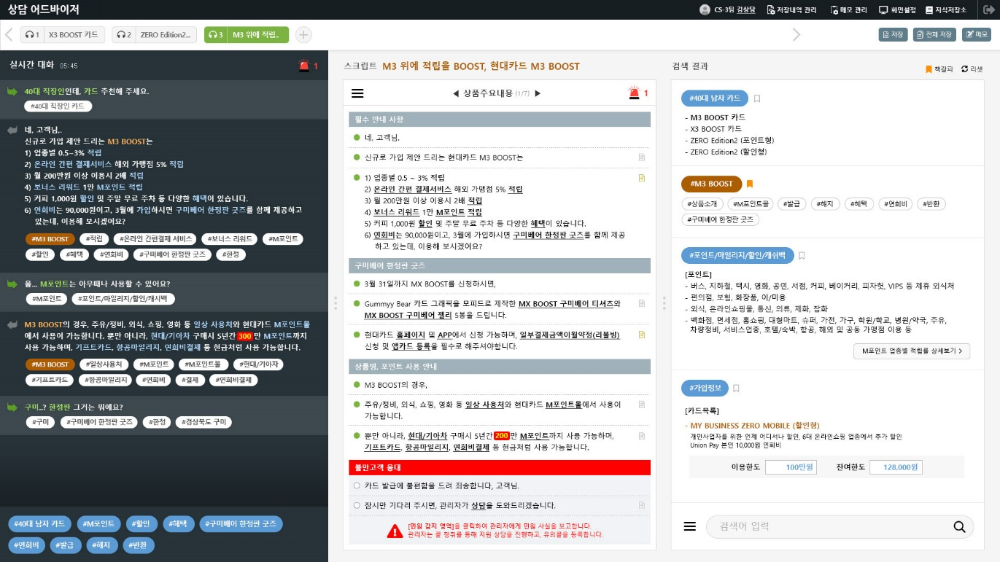 상담 어드바이저
CS-3팀 김상담 저장내역 관리 메모 관리 화면설정 지식저장소
1 X3 BOOST 카드 2 ZERO Edition2... 3 M3 위에 적립.. 저장 전체 저장 메모
실시간 대화 05:45 1
40대 직장인인데, 카드 추천해 주세요.
#40대 직장인 카드
네, 고객님..
신규로 가입 제안 드리는 M3 BOOST는
1) 업종별 0.5~3% 적립
2) 온라인 간편 결제서비스 해외 가맹점 5% 적립
3) 월 200만원 이상 이용시 2배 적립
4) 보너스 리워드 1만 M포인트 적립
5) 커피 1,000원 할인 및 주말 무료 주차 등 다양한 혜택이 있습니다.
6) 연회비는 90,000원이고, 3월에 가입하시면 구미베어 한정판 굿즈를 함께 제공하고
있는데, 이용해 보시겠어요?
#M3 BOOST #적립 #온라인 간편결제 서비스 #보너스 리워드 #M포인트
#할인 #혜택 #연회비 #구미베어 한정판 굿즈 #한정
음... M포인트는 아무때나 사용할 수 있어요?
#M포인트 #포인트/마일리지/할인/캐시백
M3 BOOST의 경우, 주유/정비, 외식, 쇼핑, 영화 등 일상 사용처와 현대카드 M포인트몰
에서 사용이 가능합니다. 뿐만 아니라, 현대/기아차 구매시 5년간 300 만 M포인트까지
사용 가능하며, 기프트카드, 항공마일리지, 연회비결제 등 현금처럼 사용 가능합니다.
#M3 BOOST #일상사용처 #M포인트 #M포인트몰 #현대/기아차
#기프트카드 #항공마일리지 #연회비 #결제 #연회비결제
구미..? 한정판 그거는 뭐에요?
#구미 #구미베어 한정판 굿즈 #한정 #경상북도 구미
#40대 남자 카드 #M포인트 #할인 #혜택 #구미베어 한정판 굿즈
#연회비 #발급 #해지 #반환
스크립트 M3 위에 적립을 BOOST, 현대카드 M3 BOOST
상품주요내용 (1/7) 1
필수 안내 사항
네, 고객님.
신규로 가입 제안 드리는 현대카드 M3 BOOST는
1) 업종별 0.5 ~ 3% 적립
2) 온라인 간편 결제서비스 해외 가맹점 5% 적립
3) 월 200만원 이상 이용시 2배 적립
4) 보너스 리워드 1만 M포인트 적립
5) 커피 1,000원 할인 및 주말 무료 주차 등 다양한 혜택이 있습니다.
6) 연회비는 90,000원이고, 3월에 가입하시면 구미베어 한정판 굿즈를 함께 제공
하고 있는데, 이용해 보시겠어요?
구미베어 한정판 굿즈
3월 31일까지 MX BOOST를 신청하시면,
Gummyy Bear 카드 그래픽을 모피드로 제작한 MX BOOST 구미베어 티셔츠와
MX BOOST 구미베어 젤리 5봉을 드립니다.
현대카드 홈페이지 및 APP에서 신청 가능하며, 일부결제금액이월약정(리볼빙)
신청 및 앱카드 등록을 필수로 해주셔야합니다.
상품명, 포인트 사용 안내
M3 BOOST의 경우,
주유/정비, 외식, 쇼핑, 영화 등 일상 사용처와 현대카드 M포인트몰에서 사용이
가능합니다.
뿐만 아니라, 현대/기아차 구매시 5년간 200 만 M포인트까지 사용 가능하며,
기프트카드, 항공마일리지, 연회비결제 등 현금처럼 사용 가능합니다.
불만고객 응대
카드 발급에 불편함을 드려 죄송합니다, 고객님.
잠시만 기다려 주시면, 관리자가 상담을 도와드리겠습니다.
[민원 감지 영역]을 클릭하여 관리자에게 민원 사실을 보고합니다.
관리자는 콜 청취를 통해 지원 상담을 진행하고, 유의콜을 등록합니다.
검색 결과 책갈피 리셋
#40대 남자 카드
- M3 BOOST 카드
- X3 BOOST 카드
- ZERO Edition2 (포인트형)
- ZERO Edition2 (할인형)
#M3 BOOST
#상품소개 #M포인트몰 #발급 #해지 #혜택 #연회비 #반환
#구미베어 한정판 굿즈
#포인트/마일리지/할인/캐쉬백
[포인트]
- 버스, 지하철, 택시, 영화, 공연, 서점, 커피, 베이커리, 피자헛, VIPS 등 제휴 외식처
- 편의점, 보험, 화장품, 이/미용
- 외식, 온라인쇼핑몰, 통신, 의류, 제화, 잡화
- 백화점, 면세점, 홈쇼핑, 대형마트, 슈퍼, 가전, 가구, 학원/학교, 병원/약국, 주유,
차량정비, 서비스업종, 호텔/숙박, 항공, 해외 및 공동 가맹점 이용 등
M포인트 업종별 적립률 상세보기 >
#가입정보
[카드목록]
- MY BUSINESS ZERO MOBILE (할인형)
개인사업자를 위한 언제 어디서나 할인, 6대 온라인쇼핑 업종에서 추가 할인
Union Pay 본인 10,000원 연회비
이용한도 100만원 잔여한도 128,000원
검색어 입력